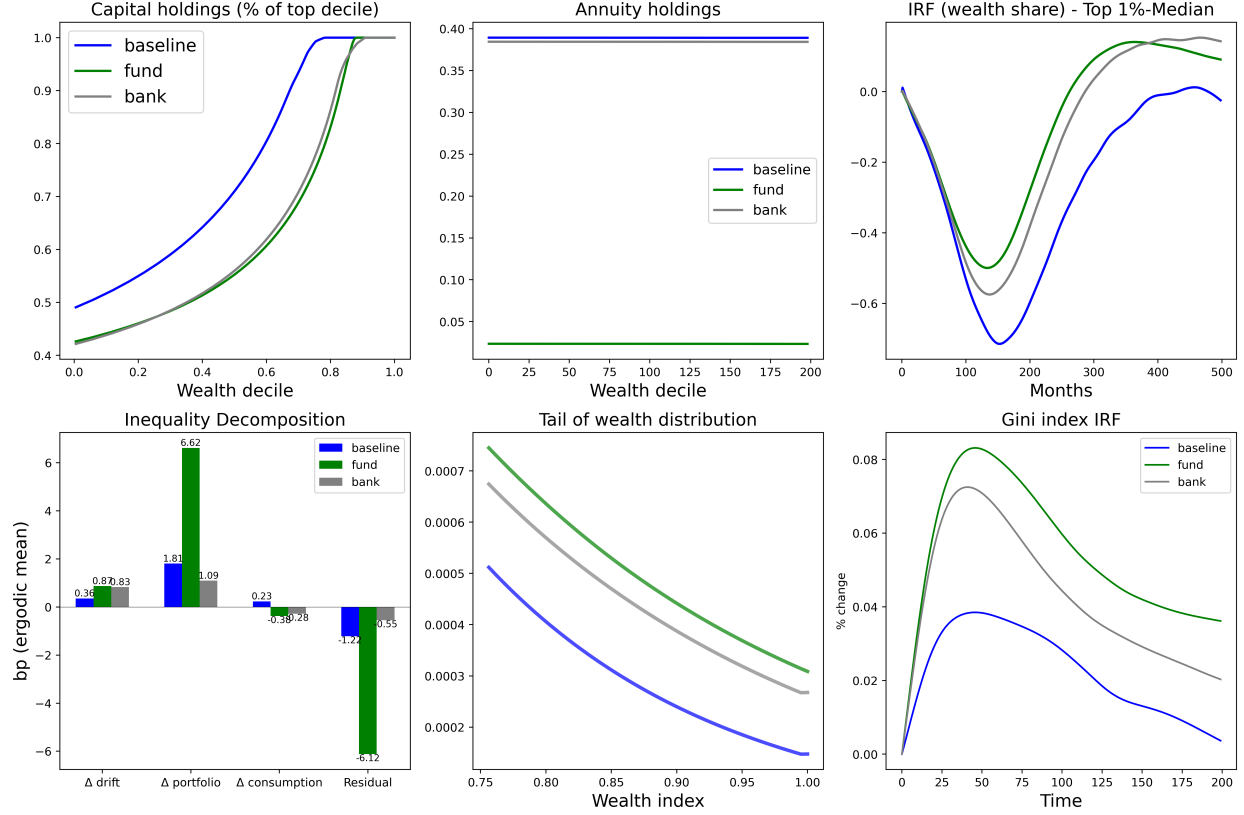 Capital holdings (% of top decile)
1.0
0.9
0.8
0.7
0.6
0.5
0.4
baseline
fund
bank
0.0 0.2 0.4 0.6 0.8 1.0
Wealth decile
Annuity holdings
0.40
0.35
0.30
0.25
0.20
0.15
0.10
0.05
baseline
fund
bank
0 25 50 75 100 125 150 175 200
Wealth decile
IRF (wealth share) - Top 1%-Median
0.0
−0.2
−0.4
−0.6
0 100 200 300 400 500
Months
Inequality Decomposition
bp (ergodic mean)
6
4
2
0
−2
−4
−6
baseline
fund
bank
0.36 0.87 0.83
1.81 6.62 1.09
0.23 -0.38 -0.28
-1.22 -6.12 -0.55
Δ drift Δ portfolio Δ consumption Residual
Tail of wealth distribution
0.0007
0.0006
0.0005
0.0004
0.0003
0.0002
0.75 0.80 0.85 0.90 0.95 1.00
Wealth index
Gini index IRF
% change
0.08
0.06
0.04
0.02
0.00
baseline
fund
bank
0 25 50 75 100 125 150 175 200
Time